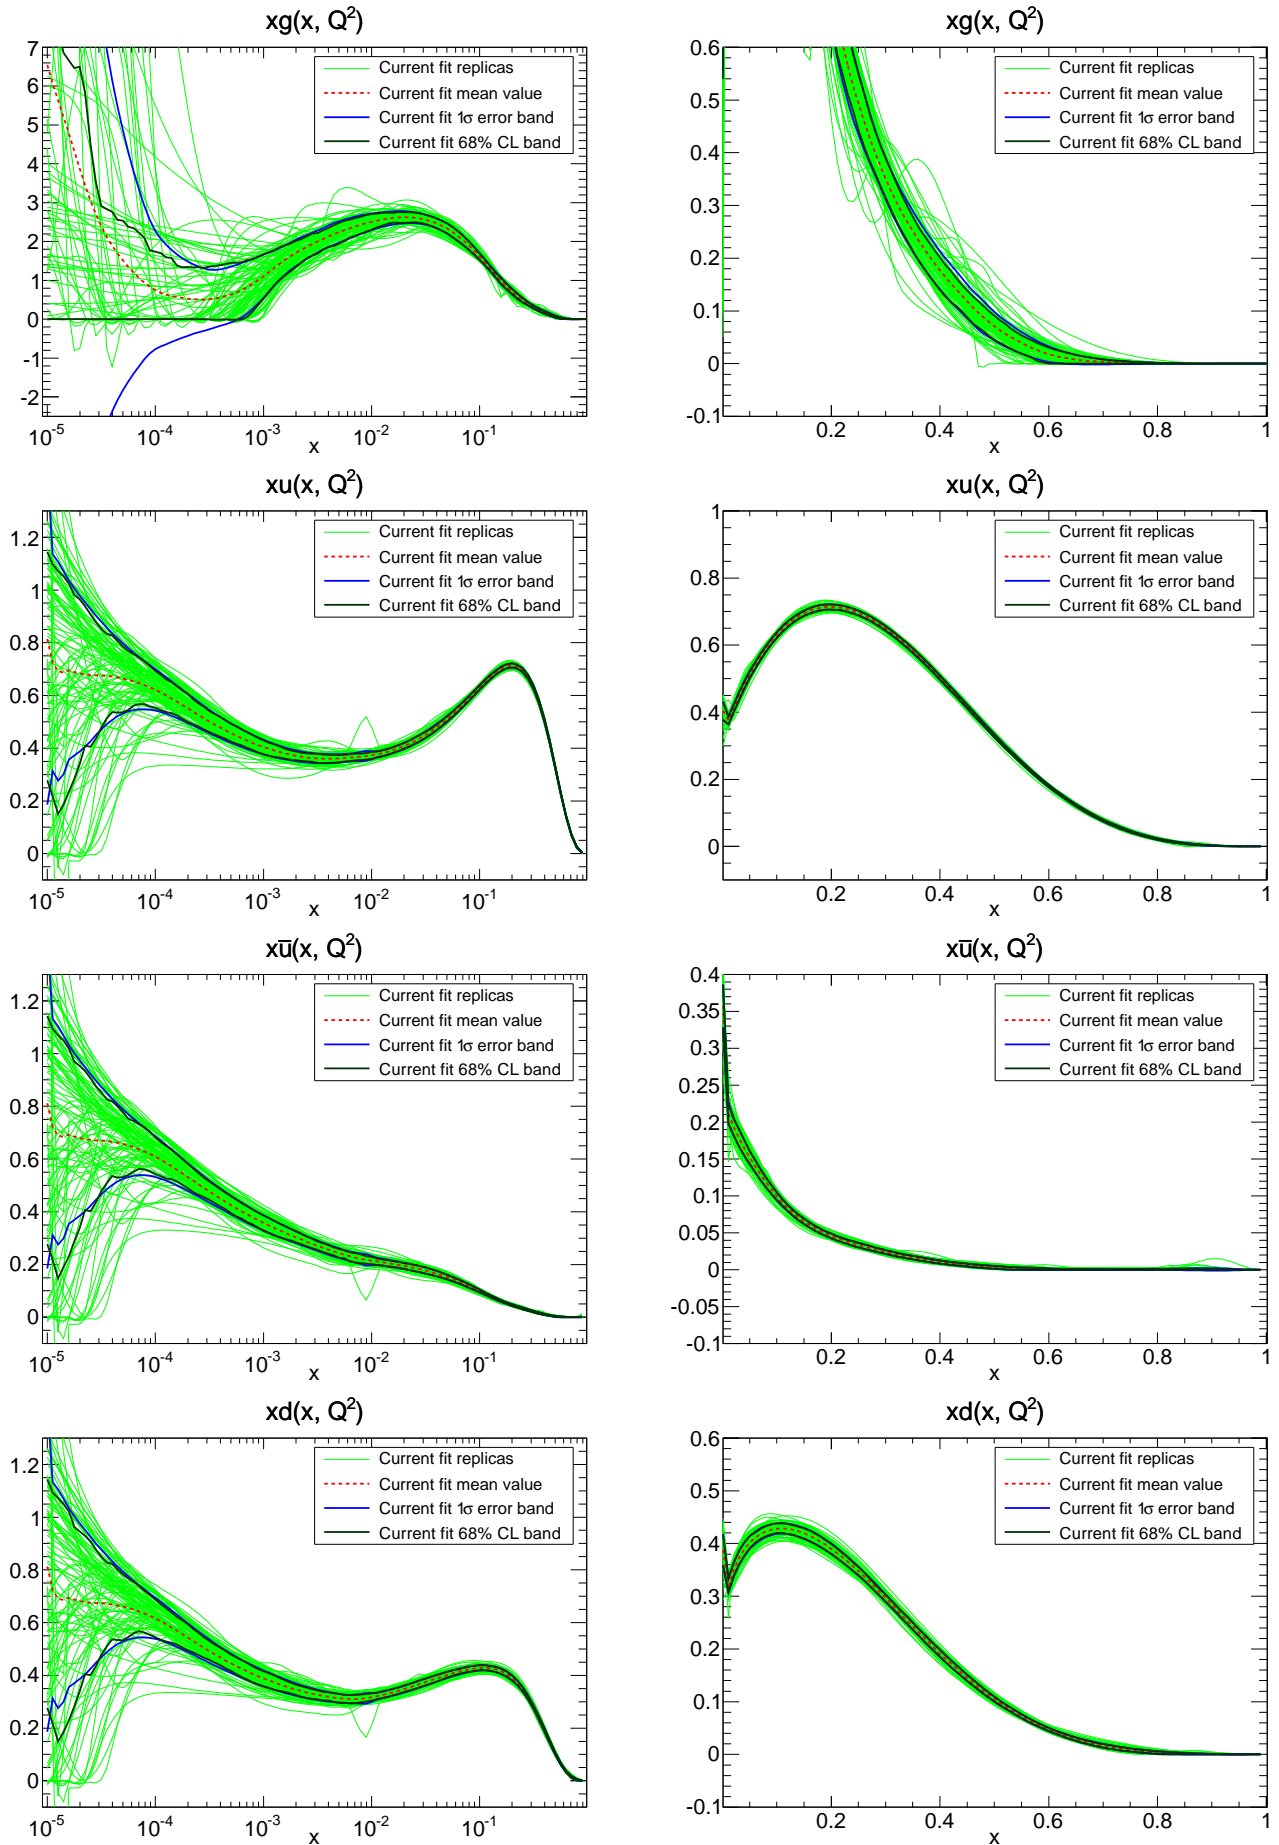 xg(x, Q²)
7
6
5
4
3
2
1
0
-1
-2
Current fit replicas
Current fit mean value
Current fit 1σ error band
Current fit 68% CL band
10⁻⁵ 10⁻⁴ 10⁻³ 10⁻² 10⁻¹
x
xg(x, Q²)
0.6
0.5
0.4
0.3
0.2
0.1
0
-0.1
Current fit replicas
Current fit mean value
Current fit 1σ error band
Current fit 68% CL band
0.2 0.4 0.6 0.8 1
x
xu(x, Q²)
1.2
1
0.8
0.6
0.4
0.2
0
Current fit replicas
Current fit mean value
Current fit 1σ error band
Current fit 68% CL band
10⁻⁵ 10⁻⁴ 10⁻³ 10⁻² 10⁻¹
x
xu(x, Q²)
1
0.8
0.6
0.4
0.2
0
Current fit replicas
Current fit mean value
Current fit 1σ error band
Current fit 68% CL band
0.2 0.4 0.6 0.8 1
x
xū(x, Q²)
1.2
1
0.8
0.6
0.4
0.2
0
Current fit replicas
Current fit mean value
Current fit 1σ error band
Current fit 68% CL band
10⁻⁵ 10⁻⁴ 10⁻³ 10⁻² 10⁻¹
x
xū(x, Q²)
0.4
0.35
0.3
0.25
0.2
0.15
0.1
0.05
0
-0.05
-0.1
Current fit replicas
Current fit mean value
Current fit 1σ error band
Current fit 68% CL band
0.2 0.4 0.6 0.8 1
x
xd(x, Q²)
1.2
1
0.8
0.6
0.4
0.2
0
Current fit replicas
Current fit mean value
Current fit 1σ error band
Current fit 68% CL band
10⁻⁵ 10⁻⁴ 10⁻³ 10⁻² 10⁻¹
x
xd(x, Q²)
0.6
0.5
0.4
0.3
0.2
0.1
0
-0.1
Current fit replicas
Current fit mean value
Current fit 1σ error band
Current fit 68% CL band
0.2 0.4 0.6 0.8 1
x